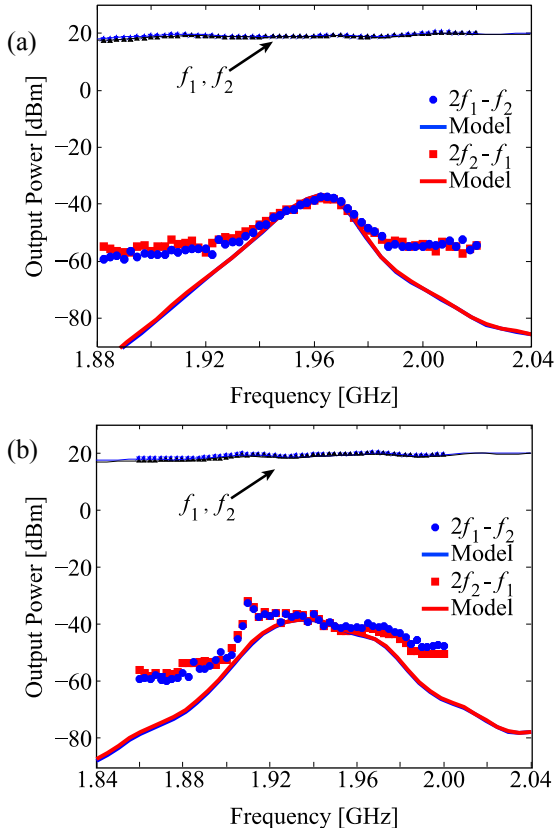 (a)
20
0
−20
−40
−60
−80
Output Power [dBm]
f1 , f2
2f1-f2
Model
2f2-f1
Model
1.88
1.92
1.96
2.00
2.04
Frequency [GHz]
(b)
20
0
−20
−40
−60
−80
Output Power [dBm]
f1 , f2
2f1-f2
Model
2f2-f1
Model
1.84
1.88
1.92
1.96
2.00
2.04
Frequency [GHz]